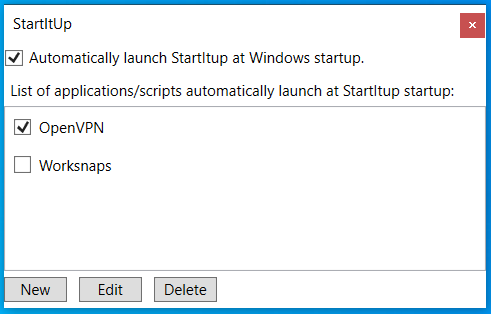 StartItUp
Automatically launch StartItup at Windows startup.
List of applications/scripts automatically launch at StartItup startup:
OpenVPN
Worksnaps
New Edit Delete